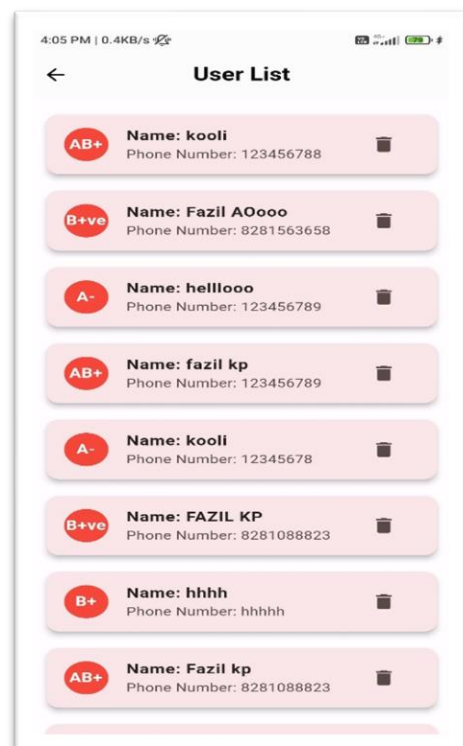 4:05 PM | 0.4KB/s
79
User List
AB+
Name: kooli
Phone Number: 123456788
B+ve
Name: Fazil AOooo
Phone Number: 8281563658
A-
Name: helllooo
Phone Number: 123456789
AB+
Name: fazil kp
Phone Number: 123456789
A-
Name: kooli
Phone Number: 12345678
B+ve
Name: FAZIL KP
Phone Number: 8281088823
B+
Name: hhhh
Phone Number: hhhhh
AB+
Name: Fazil kp
Phone Number: 8281088823